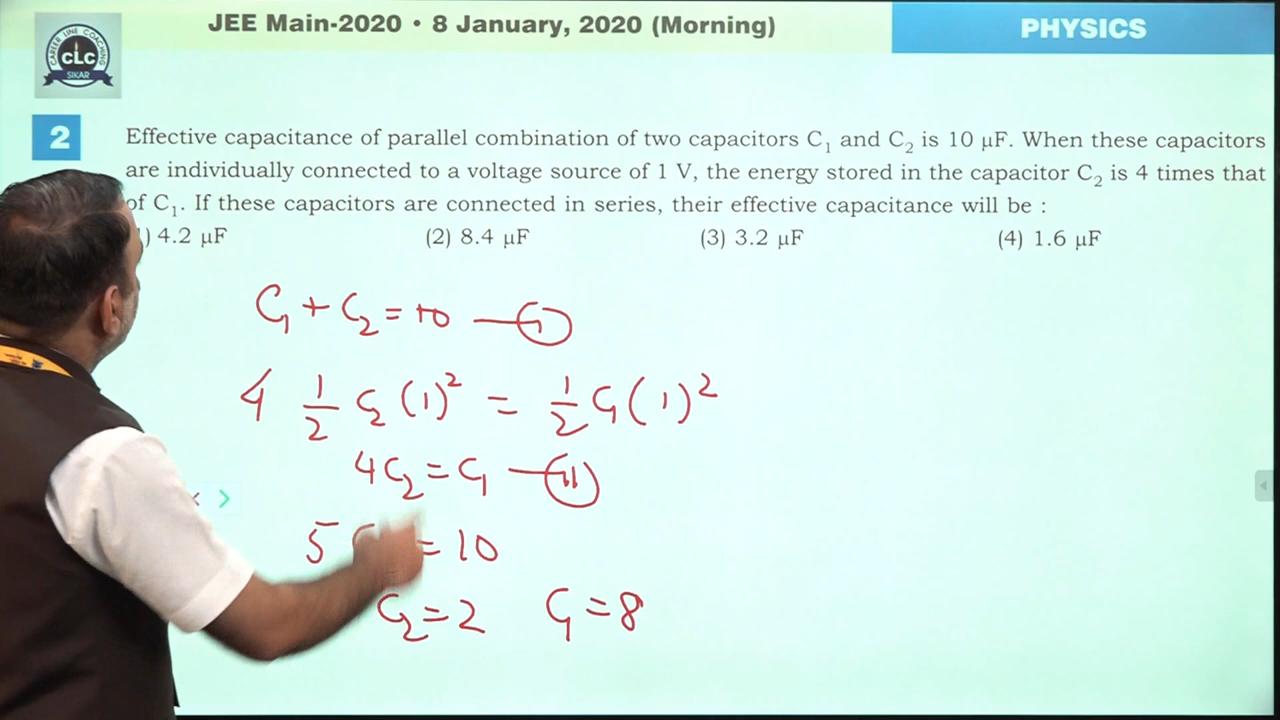 JEE Main-2020 • 8 January, 2020 (Morning)
PHYSICS
CAREER LINE COACHING
CLC
SIKAR
2
Effective capacitance of parallel combination of two capacitors C₁ and C₂ is 10 µF. When these capacitors
are individually connected to a voltage source of 1 V, the energy stored in the capacitor C₂ is 4 times that
of C₁. If these capacitors are connected in series, their effective capacitance will be :
) 4.2 µF (2) 8.4 µF (3) 3.2 µF (4) 1.6 µF
C₁ + C₂ = 10 — I
4 1/2 C₂ (1)² = 1/2 C₁ (1)²
4C₂ = C₁ — II
5 = 10
C₂ = 2 C₁ = 8